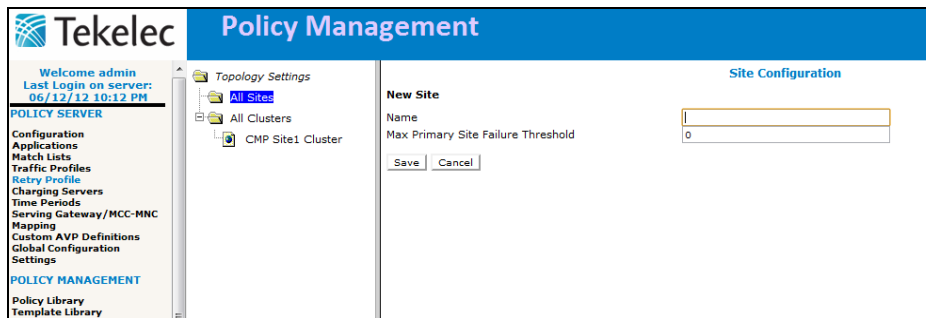 Tekelec
Policy Management
Welcome admin
Last Login on server:
06/12/12 10:12 PM
POLICY SERVER
Configuration
Applications
Match Lists
Traffic Profiles
Retry Profile
Charging Servers
Time Periods
Serving Gateway/MCC-MNC
Mapping
Custom AVP Definitions
Global Configuration
Settings
POLICY MANAGEMENT
Policy Library
Template Library
Topology Settings
All Sites
All Clusters
CMP Site1 Cluster
Site Configuration
New Site
Name
Max Primary Site Failure Threshold
0
Save
Cancel